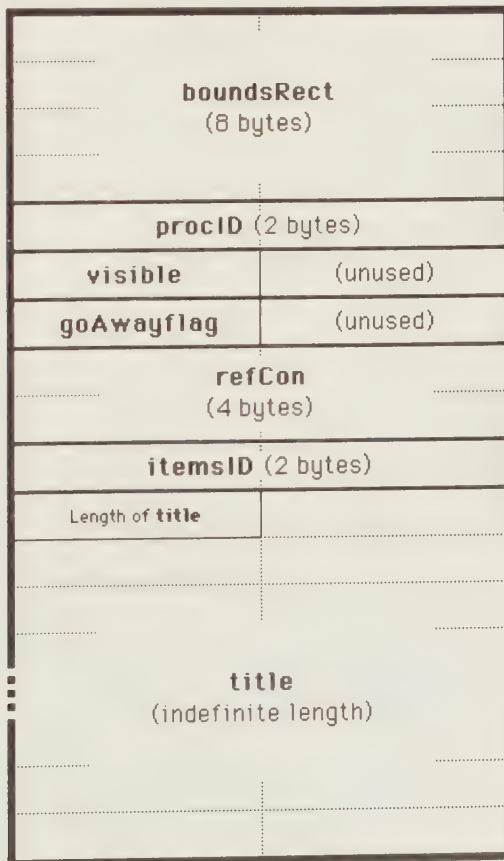 boundsRect
(8 bytes)
procID (2 bytes)
visible (unused)
goAwayflag (unused)
refCon
(4 bytes)
itemsID (2 bytes)
Length of title
title
(indefinite length)